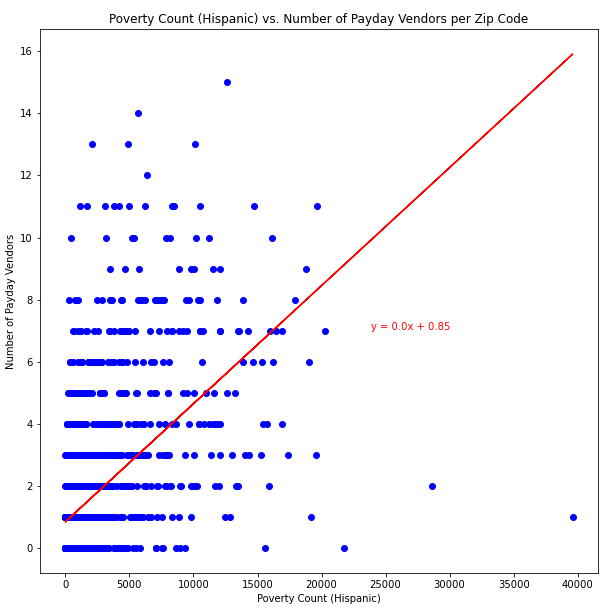 Poverty Count (Hispanic) vs. Number of Payday Vendors per Zip Code
Number of Payday Vendors
16
14
12
10
8
6
4
2
0
y = 0.0x + 0.85
0 5000 10000 15000 20000 25000 30000 35000 40000
Poverty Count (Hispanic)